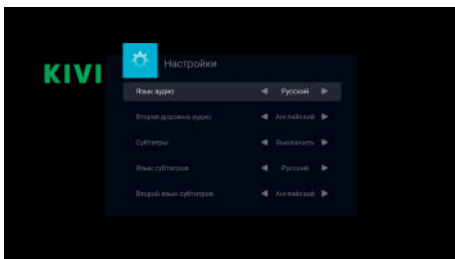 KIVI
Настройки
Язык аудио Русский
Вторая дорожка аудио Английский
Субтитры Выключить
Язык субтитров Русский
Второй язык субтитров Английский